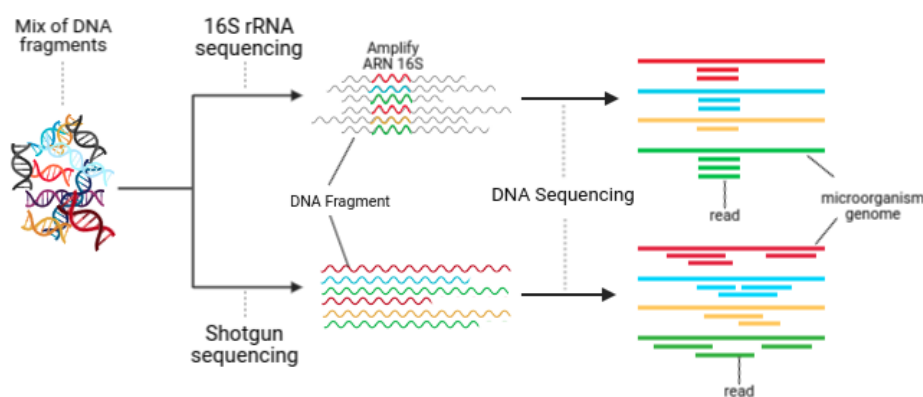 Mix of DNA
fragments
16S rRNA
sequencing
Amplify
ARN 16S
DNA Fragment
DNA Sequencing
read
microorganism
genome
Shotgun
sequencing
read